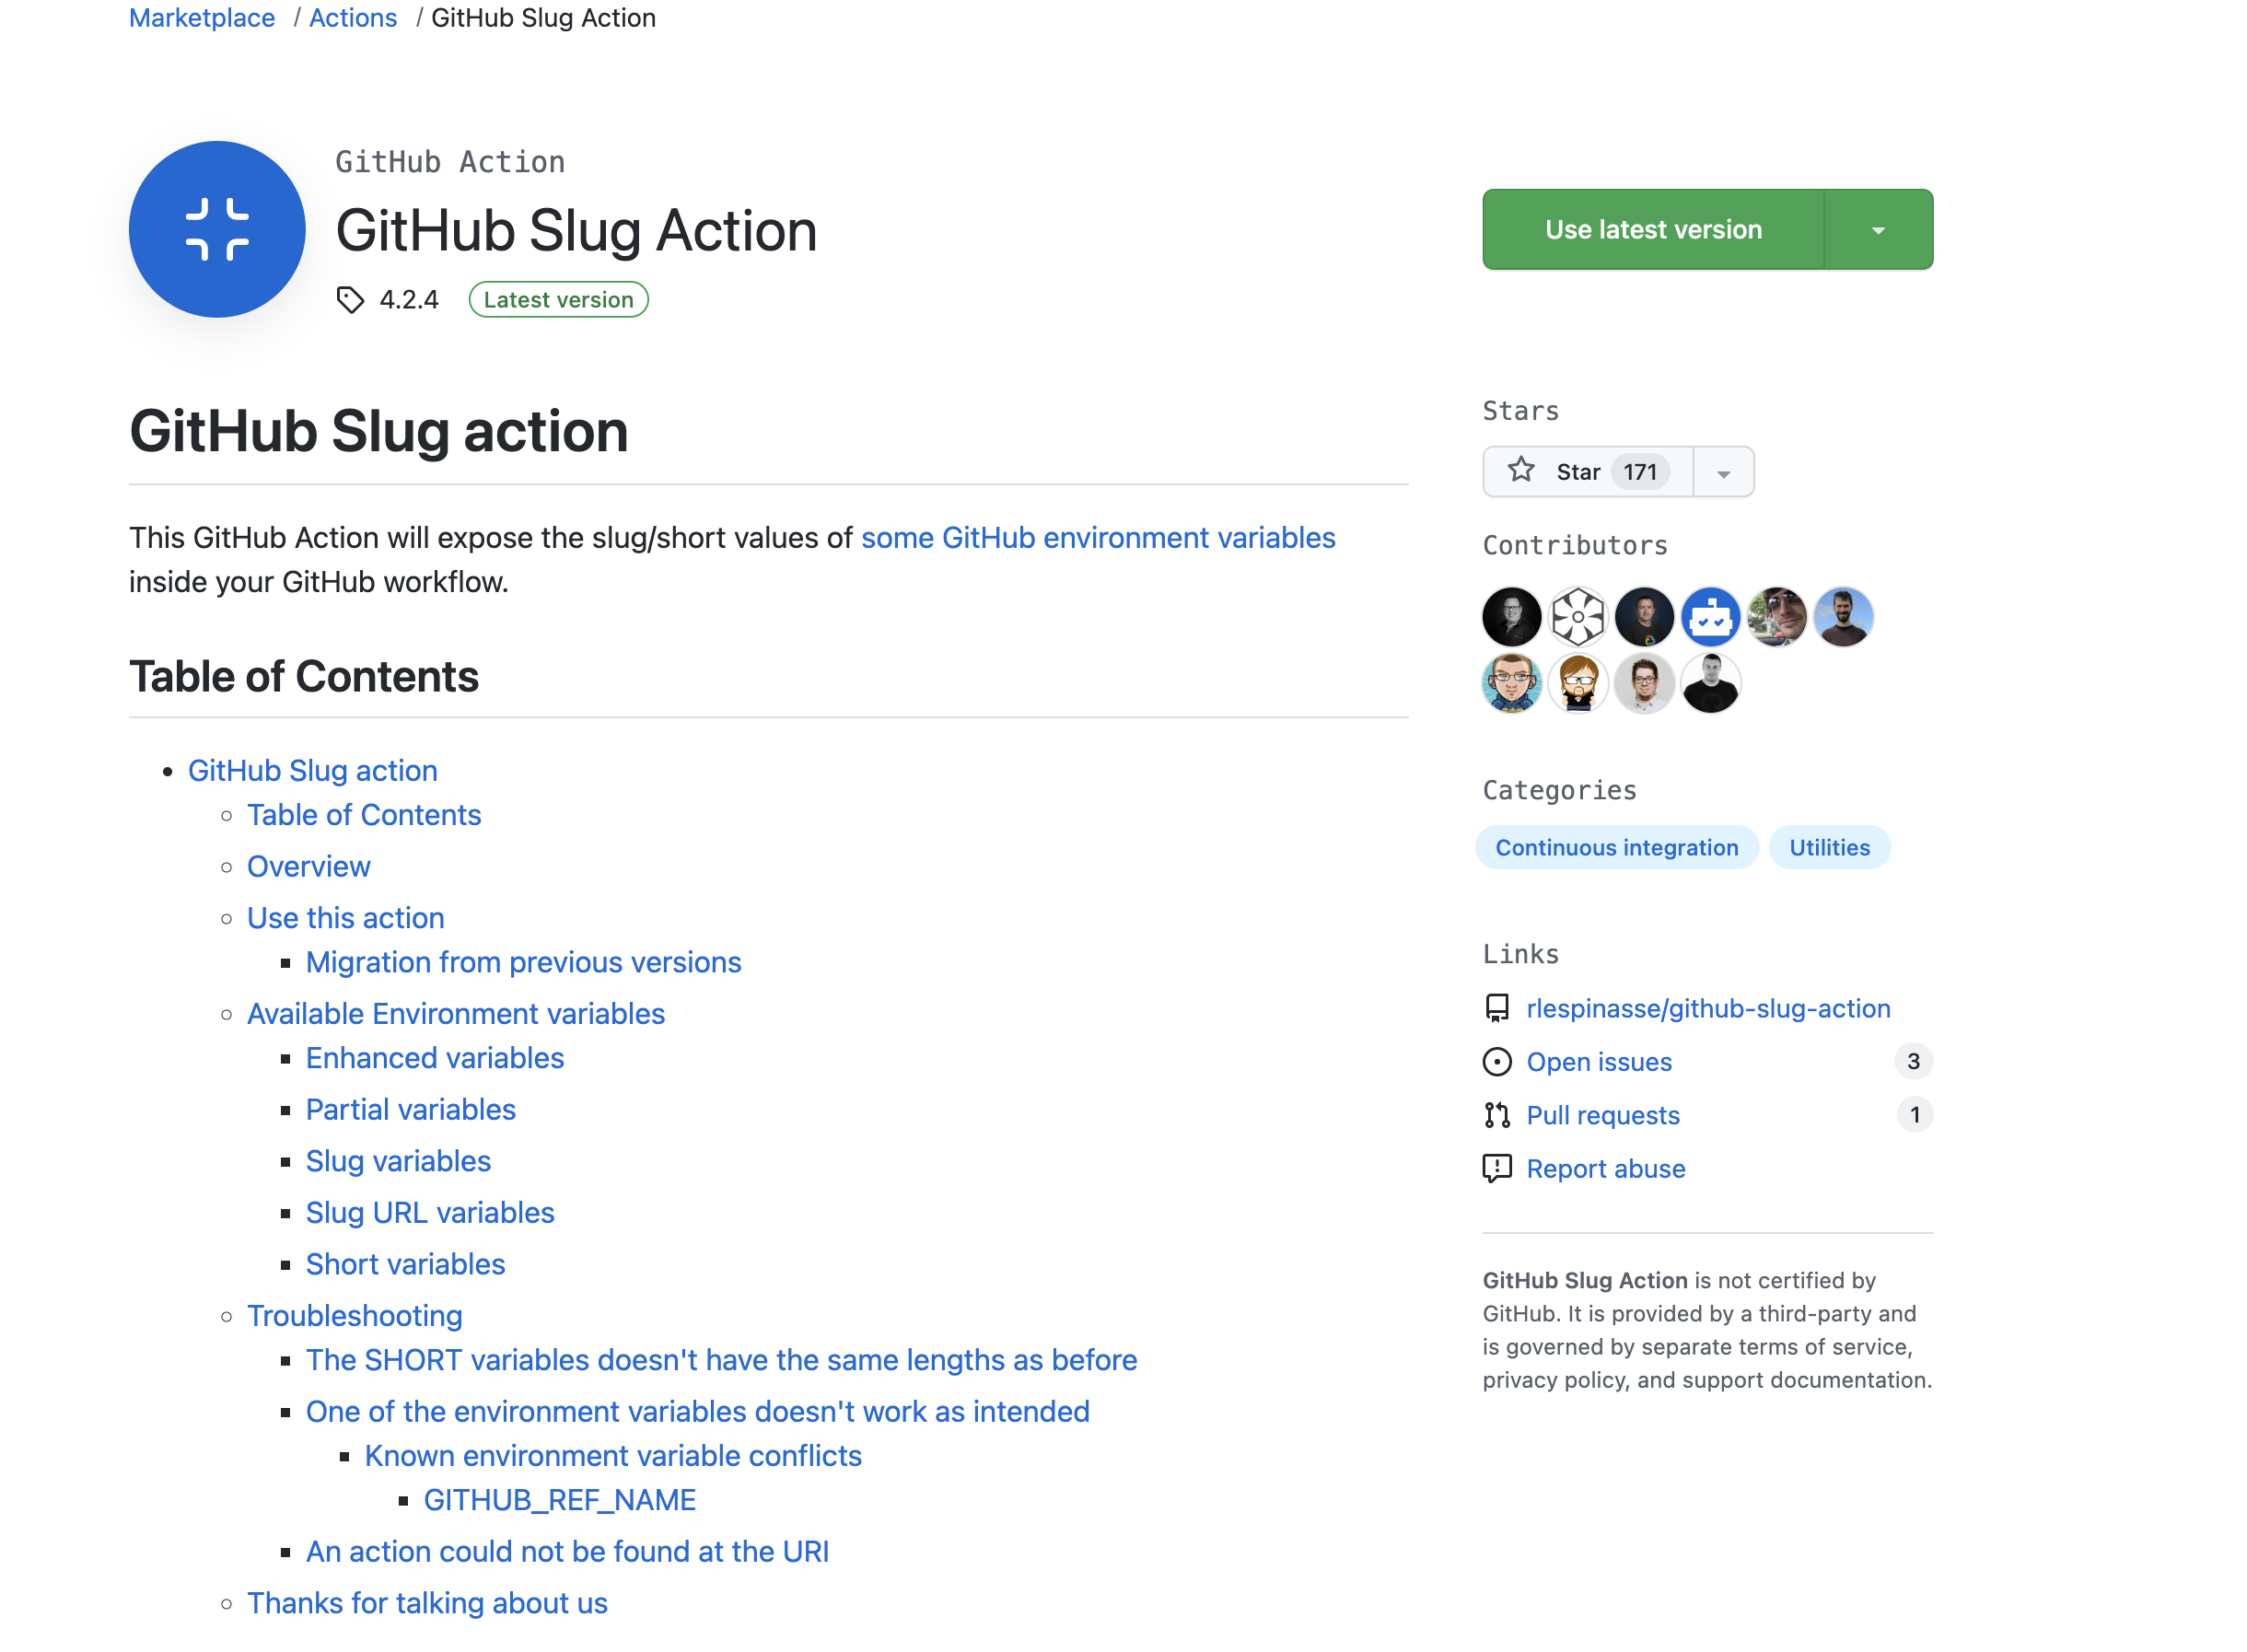 Marketplace / Actions / GitHub Slug Action
GitHub Action
GitHub Slug Action
4.2.4 Latest version
Use latest version
GitHub Slug action
This GitHub Action will expose the slug/short values of some GitHub environment variables
inside your GitHub workflow.
Table of Contents
GitHub Slug action
Table of Contents
Overview
Use this action
Migration from previous versions
Available Environment variables
Enhanced variables
Partial variables
Slug variables
Slug URL variables
Short variables
Troubleshooting
The SHORT variables doesn't have the same lengths as before
One of the environment variables doesn't work as intended
Known environment variable conflicts
GITHUB_REF_NAME
An action could not be found at the URI
Thanks for talking about us
Stars
Star 171
Contributors
Categories
Continuous integration Utilities
Links
rlespinasse/github-slug-action
Open issues 3
Pull requests 1
Report abuse
GitHub Slug Action is not certified by
GitHub. It is provided by a third-party and
is governed by separate terms of service,
privacy policy, and support documentation.